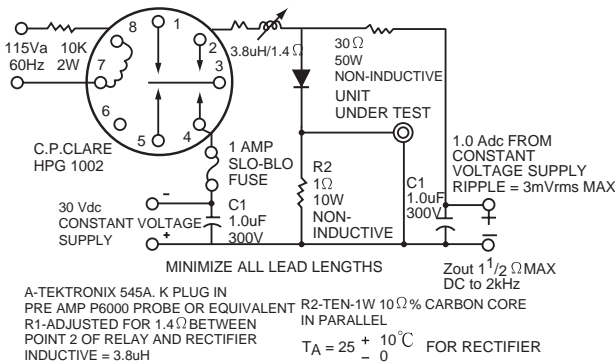 1
8
2
115Va
60Hz
10K
2W
7
3
6
5
4
3.8uH/1.4 Ω
30 Ω
50W
NON-INDUCTIVE
UNIT
UNDER TEST
C.P.CLARE
HPG 1002
1 AMP
SLO-BLO
FUSE
R2
1Ω
10W
NON-
INDUCTIVE
C1
1.0uF
300V
1.0 Adc FROM
CONSTANT
VOLTAGE SUPPLY
RIPPLE = 3mVrms MAX
-
30 Vdc
CONSTANT VOLTAGE
SUPPLY
+
C1
1.0uF
300V
+
–
MINIMIZE ALL LEAD LENGTHS
Zout 1 1/2 Ω MAX
DC to 2kHz
A-TEKTRONIX 545A. K PLUG IN
PRE AMP P6000 PROBE OR EQUIVALENT
R1-ADJUSTED FOR 1.4 Ω BETWEEN
POINT 2 OF RELAY AND RECTIFIER
INDUCTIVE = 3.8uH
R2-TEN-1W 10 Ω % CARBON CORE
IN PARALLEL
TA = 25 + 10℃ – 0 FOR RECTIFIER